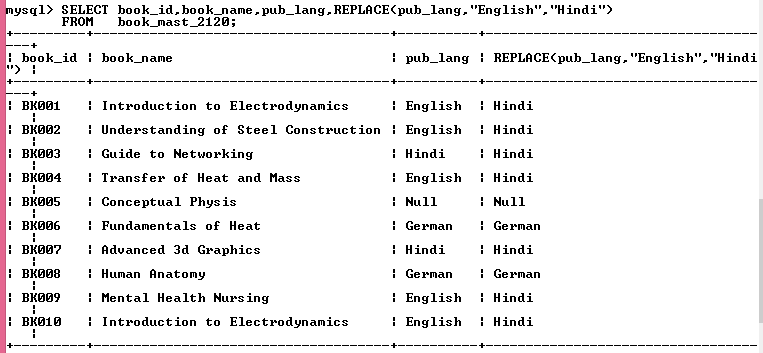 mysql> SELECT book_id,book_name,pub_lang,REPLACE(pub_lang,"English","Hindi")
FROM book_mast_2120;
+---------+-------------------------------------+----------+---------------------------------
---+
| book_id | book_name | pub_lang | REPLACE(pub_lang,"English","Hindi
") |
+---------+-------------------------------------+----------+---------------------------------
---+
| BK001 | Introduction to Electrodynamics | English | Hindi
|
| BK002 | Understanding of Steel Construction | English | Hindi
|
| BK003 | Guide to Networking | Hindi | Hindi
|
| BK004 | Transfer of Heat and Mass | English | Hindi
|
| BK005 | Conceptual Physis | Null | Null
|
| BK006 | Fundamentals of Heat | German | German
|
| BK007 | Advanced 3d Graphics | Hindi | Hindi
|
| BK008 | Human Anatomy | German | German
|
| BK009 | Mental Health Nursing | English | Hindi
|
| BK010 | Introduction to Electrodynamics | English | Hindi
|
+---------+-------------------------------------+----------+---------------------------------